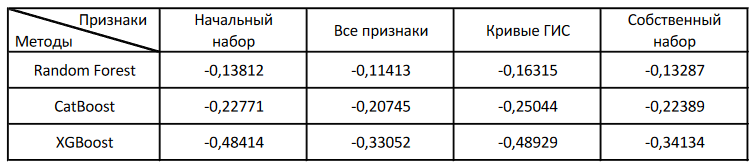 Признаки
Методы
Начальный
набор
Все признаки
Кривые ГИС
Собственный
набор
Random Forest -0,13812 -0,11413 -0,16315 -0,13287
CatBoost -0,22771 -0,20745 -0,25044 -0,22389
XGBoost -0,48414 -0,33052 -0,48929 -0,34134